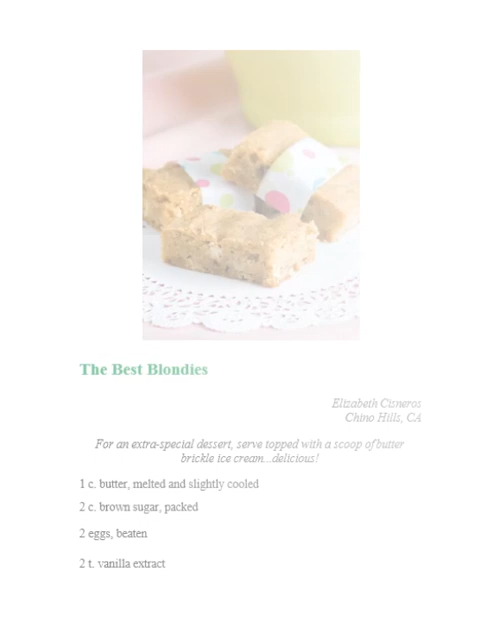 The Best Blondies
Elizabeth Cisneros
Chino Hills, CA
For an extra-special dessert, serve topped with a scoop of butter
brickle ice cream...delicious!
1 c. butter, melted and slightly cooled
2 c. brown sugar, packed
2 eggs, beaten
2 t. vanilla extract